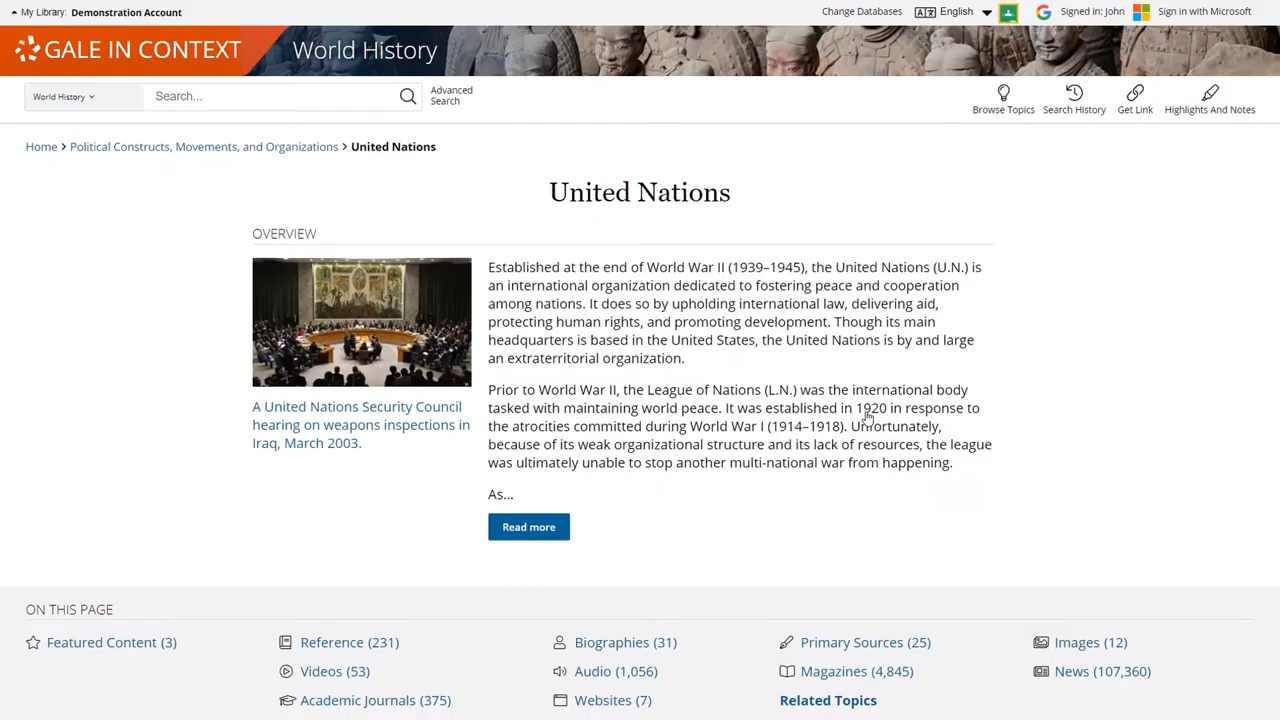 My Library: Demonstration Account
Change Databases
English
Signed in: John
Sign in with Microsoft
GALE IN CONTEXT
World History
World History
Search...
Advanced
Search
Browse Topics
Search History
Get Link
Highlights And Notes
Home > Political Constructs, Movements, and Organizations > United Nations
United Nations
OVERVIEW
A United Nations Security Council
hearing on weapons inspections in
Iraq, March 2003.
Established at the end of World War II (1939–1945), the United Nations (U.N.) is
an international organization dedicated to fostering peace and cooperation
among nations. It does so by upholding international law, delivering aid,
protecting human rights, and promoting development. Though its main
headquarters is based in the United States, the United Nations is by and large
an extraterritorial organization.
Prior to World War II, the League of Nations (L.N.) was the international body
tasked with maintaining world peace. It was established in 1920 in response to
the atrocities committed during World War I (1914–1918). Unfortunately,
because of its weak organizational structure and its lack of resources, the league
was ultimately unable to stop another multi-national war from happening.
As...
Read more
ON THIS PAGE
Featured Content (3)
Reference (231)
Biographies (31)
Primary Sources (25)
Images (12)
Videos (53)
Audio (1,056)
Magazines (4,845)
News (107,360)
Academic Journals (375)
Websites (7)
Related Topics